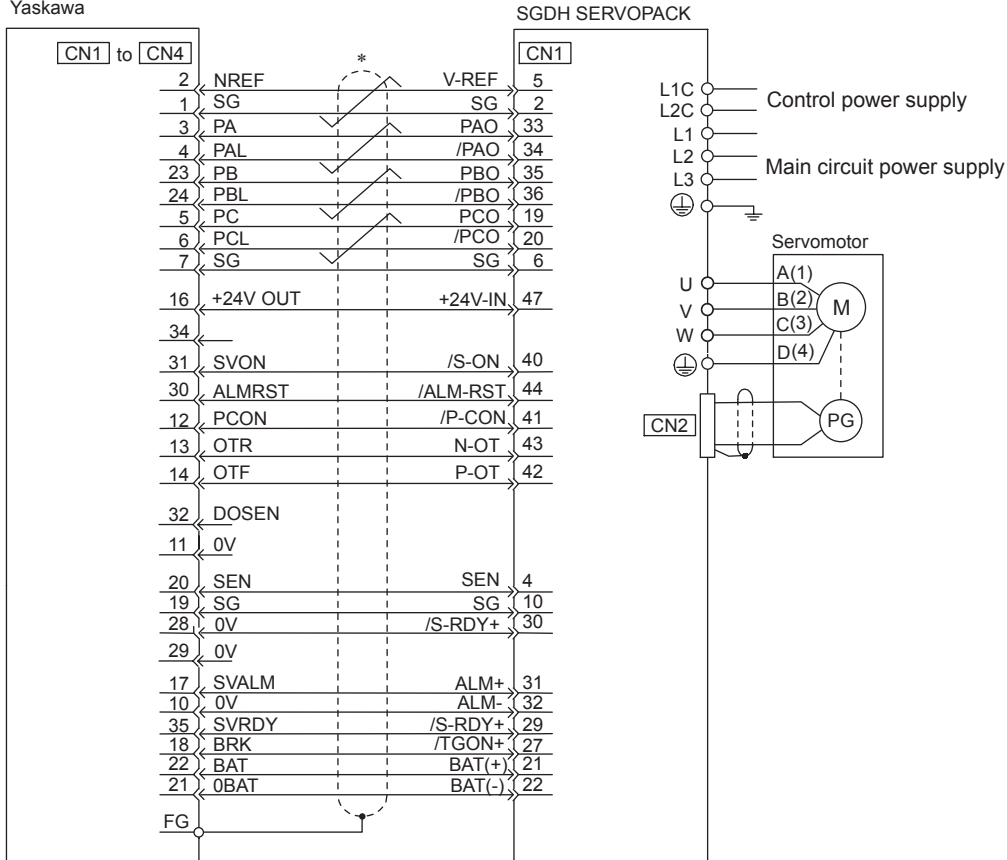 Yaskawa
SGDH SERVOPACK
CN1 to CN4
*
CN1
2 NREF V-REF 5
1 SG SG 2
3 PA PAO 33
4 PAL /PAO 34
23 PB PBO 35
24 PBL /PBO 36
5 PC PCO 19
6 PCL /PCO 20
7 SG SG 6
16 +24V OUT +24V-IN 47
34
31 SVON /S-ON 40
30 ALMRST /ALM-RST 44
12 PCON /P-CON 41
13 OTR N-OT 43
14 OTF P-OT 42
32 DOSEN
11 0V
20 SEN SEN 4
19 SG SG 10
28 0V /S-RDY+ 30
29 0V
17 SVALM ALM+ 31
10 0V ALM- 32
35 SVRDY /S-RDY+ 29
18 BRK /TGON+ 27
22 BAT BAT(+) 21
21 0BAT BAT(-) 22
FG
L1C
L2C
Control power supply
L1
L2
L3
Main circuit power supply
Servomotor
U A(1)
V B(2)
W C(3)
D(4)
M
CN2
PG